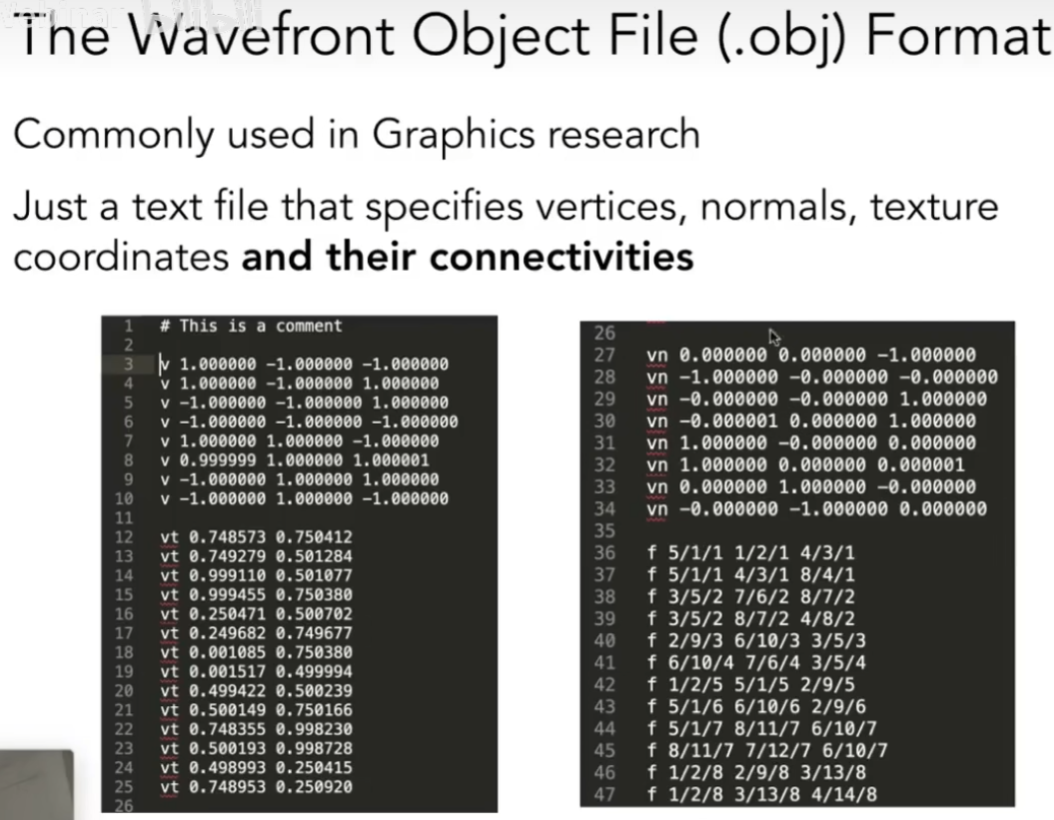 The Wavefront Object File (.obj) Format
Commonly used in Graphics research
Just a text file that specifies vertices, normals, texture
coordinates and their connectivities
1 # This is a comment
2
3 v 1.000000 -1.000000 -1.000000
4 v 1.000000 -1.000000 1.000000
5 v -1.000000 -1.000000 1.000000
6 v -1.000000 -1.000000 -1.000000
7 v 1.000000 1.000000 -1.000000
8 v 0.999999 1.000000 1.000001
9 v -1.000000 1.000000 1.000000
10 v -1.000000 1.000000 -1.000000
11
12 vt 0.748573 0.750412
13 vt 0.749279 0.501284
14 vt 0.999110 0.501077
15 vt 0.999455 0.750380
16 vt 0.250471 0.500702
17 vt 0.249682 0.749677
18 vt 0.001085 0.750380
19 vt 0.001517 0.499994
20 vt 0.499422 0.500239
21 vt 0.500149 0.750166
22 vt 0.748355 0.998230
23 vt 0.500193 0.998728
24 vt 0.498993 0.250415
25 vt 0.748953 0.250920
26
26
27 vn 0.000000 0.000000 -1.000000
28 vn -1.000000 -0.000000 -0.000000
29 vn -0.000000 -0.000000 1.000000
30 vn -0.000001 0.000000 1.000000
31 vn 1.000000 -0.000000 0.000000
32 vn 1.000000 0.000000 0.000001
33 vn 0.000000 1.000000 -0.000000
34 vn -0.000000 -1.000000 0.000000
35
36 f 5/1/1 1/2/1 4/3/1
37 f 5/1/1 4/3/1 8/4/1
38 f 3/5/2 7/6/2 8/7/2
39 f 3/5/2 8/7/2 4/8/2
40 f 2/9/3 6/10/3 3/5/3
41 f 6/10/4 7/6/4 3/5/4
42 f 1/2/5 5/1/5 2/9/5
43 f 5/1/6 6/10/6 2/9/6
44 f 5/1/7 8/11/7 6/10/7
45 f 8/11/7 7/12/7 6/10/7
46 f 1/2/8 2/9/8 3/13/8
47 f 1/2/8 3/13/8 4/14/8